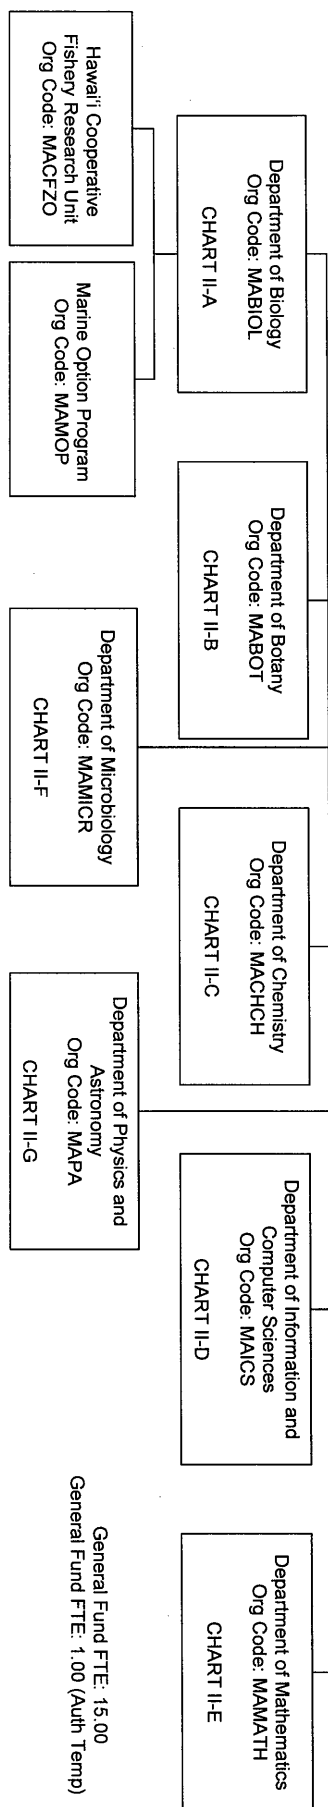 Department of Biology
Org Code: MABIOL
CHART II-A
Department of Botany
Org Code: MABOT
CHART II-B
Department of Chemistry
Org Code: MACHCH
CHART II-C
Department of Information and
Computer Sciences
Org Code: MAICS
CHART II-D
Department of Mathematics
Org Code: MAMATH
CHART II-E
Hawai'i Cooperative
Fishery Research Unit
Org Code: MACFZO
Marine Option Program
Org Code: MAMOP
Department of Microbiology
Org Code: MAMICR
CHART II-F
Department of Physics and
Astronomy
Org Code: MAPA
CHART II-G
General Fund FTE: 15.00
General Fund FTE: 1.00 (Auth Temp)